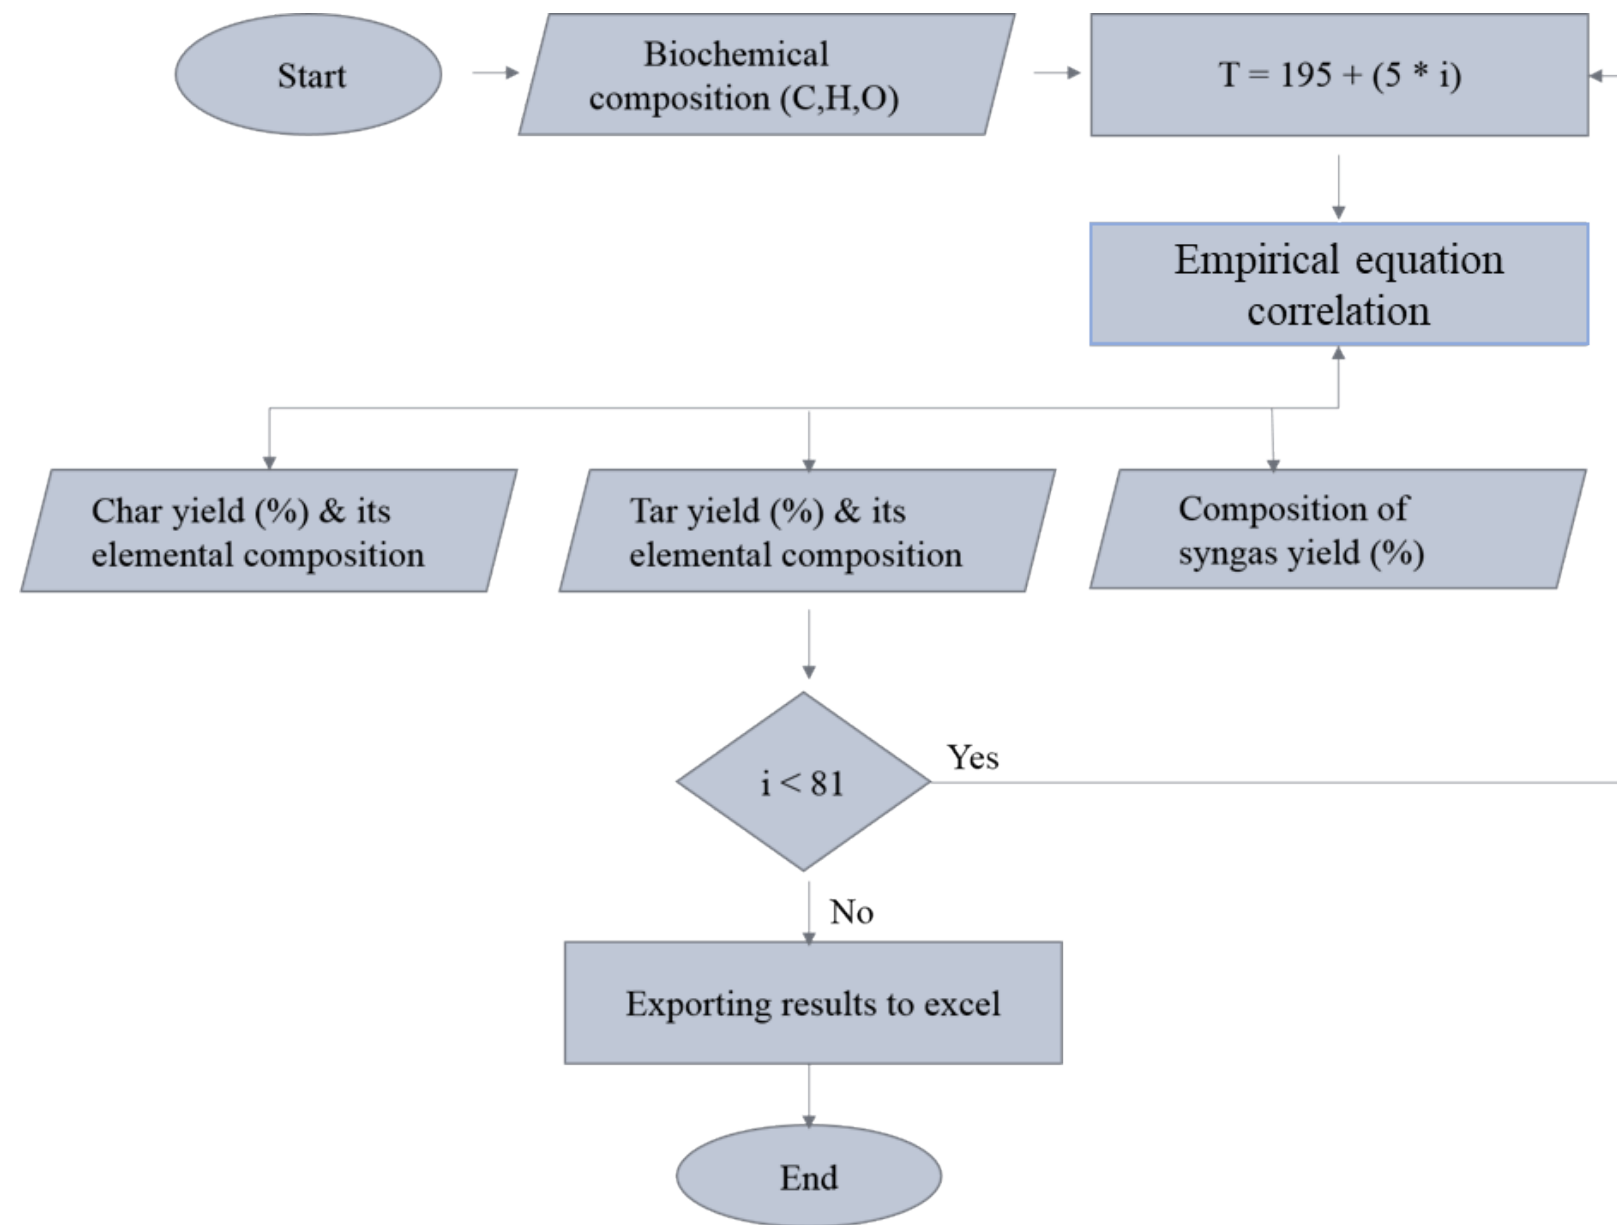 Start
Biochemical
composition (C,H,O)
T = 195 + (5 * i)
Empirical equation
correlation
Char yield (%) & its
elemental composition
Tar yield (%) & its
elemental composition
Composition of
syngas yield (%)
i < 81
Yes
No
Exporting results to excel
End